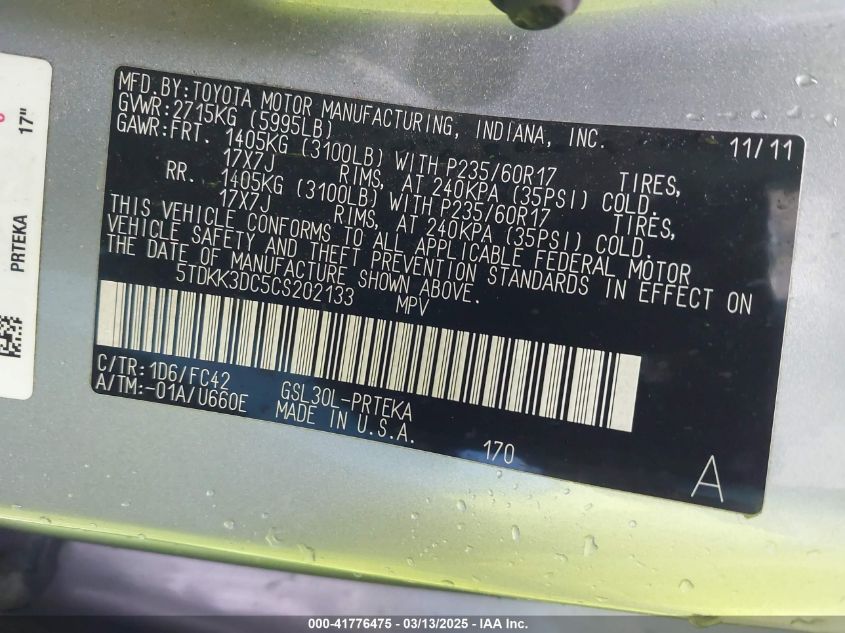 MFD.BY:TOYOTA MOTOR MANUFACTURING, INDIANA, INC. 11/11
GVWR:2715KG (5995LB)
GAWR:FRT. 1405KG (3100LB) WITH P235/60R17 TIRES,
17X7J RIMS, AT 240KPA (35PSI) COLD.
RR. 1405KG (3100LB) WITH P235/60R17 TIRES,
17X7J RIMS, AT 240KPA (35PSI) COLD.
THIS VEHICLE CONFORMS TO ALL APPLICABLE FEDERAL MOTOR
VEHICLE SAFETY AND THEFT PREVENTION STANDARDS IN EFFECT ON
THE DATE OF MANUFACTURE SHOWN ABOVE.
5TDKK3DC5CS202133 MPV
C/TR:1D6/FC42 GSL30L-PRTEKA
A/TM:-01A/U660E MADE IN U.S.A.
170
A
17"
PRTEKA
000-41776475 - 03/13/2025 - IAA Inc.